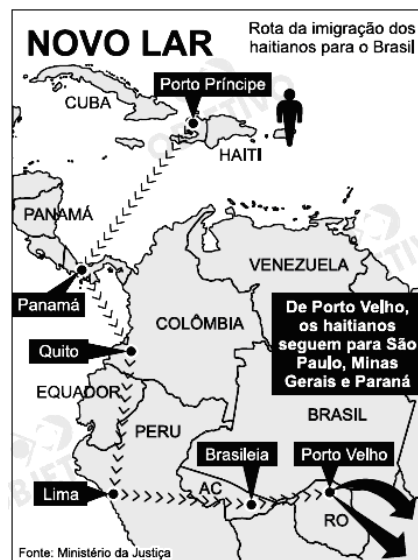 NOVO LAR
Rota da imigração dos
haitianos para o Brasil
Porto Príncipe
CUBA
HAITI
PANAMÁ
Panamá
VENEZUELA
COLÔMBIA
De Porto Velho,
os haitianos
seguem para São
Paulo, Minas
Gerais e Paraná
Quito
EQUADOR
PERU
BRASIL
Brasileia
Porto Velho
Lima
AC
RO
Fonte: Ministério da Justiça
OBJETIVO
OBJETIVO